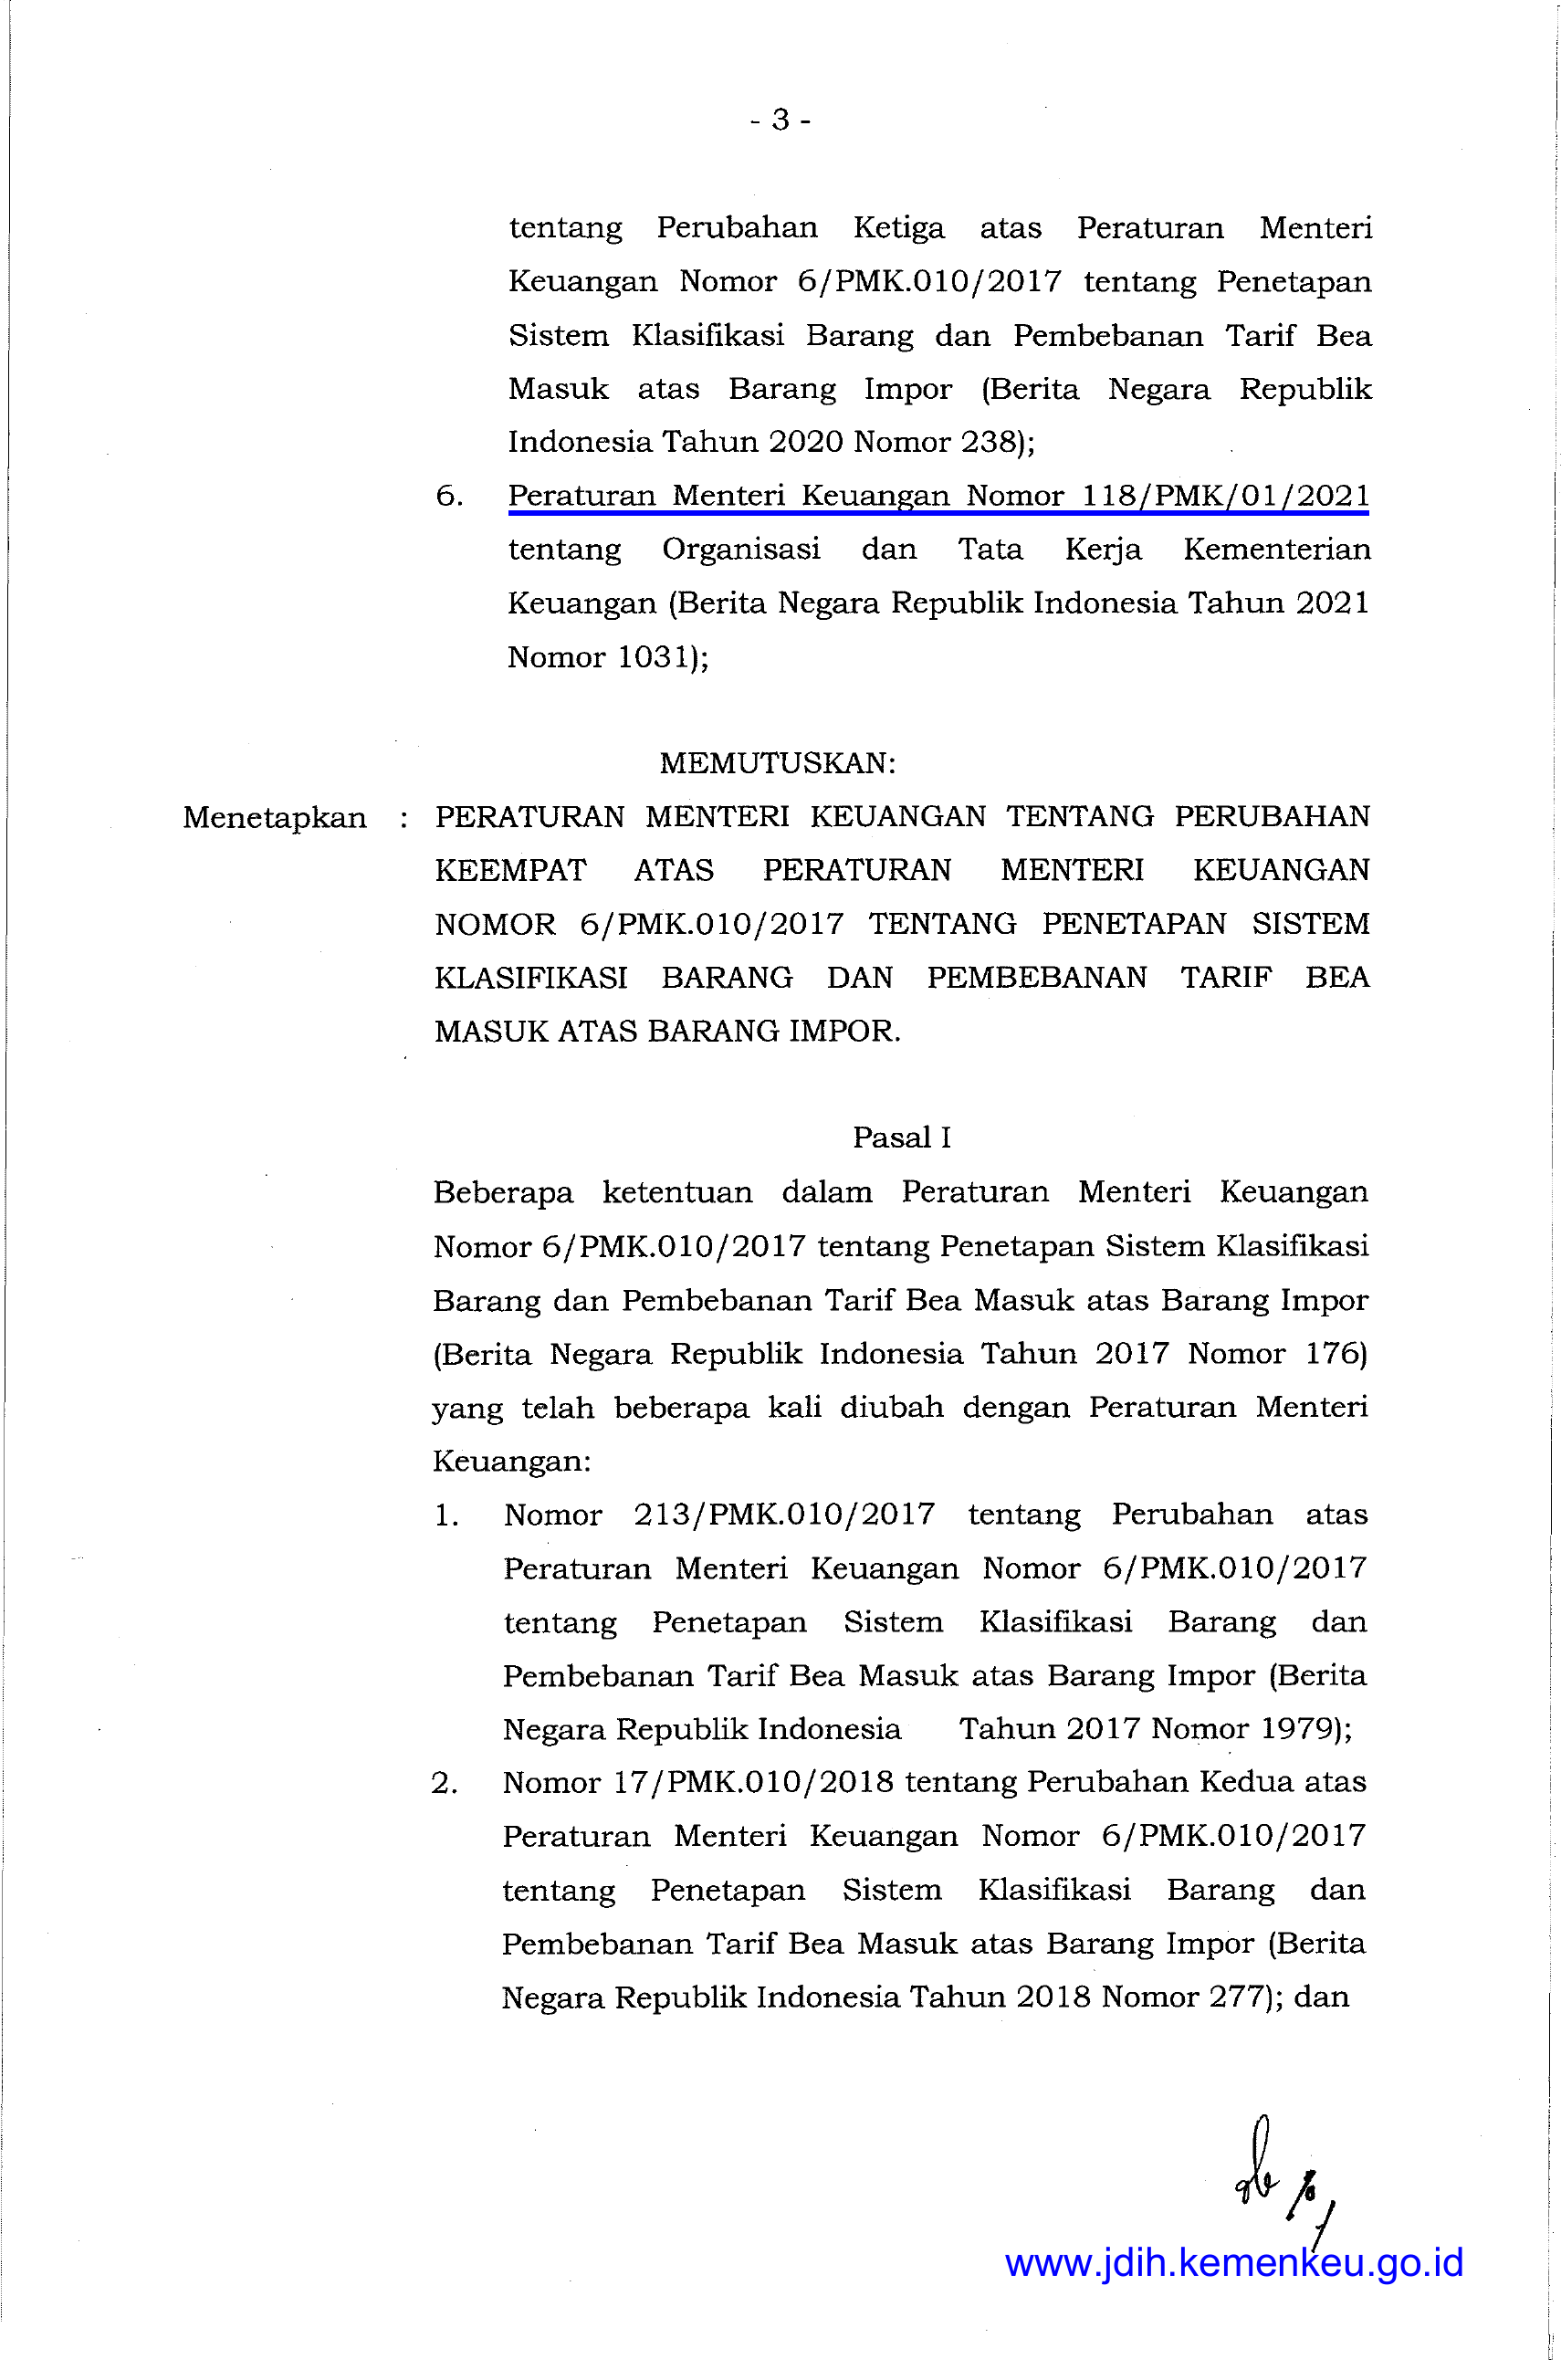 - 3 -
tentang Perubahan Ketiga atas Peraturan Menteri
Keuangan Nomor 6/PMK.010/2017 tentang Penetapan
Sistem Klasifikasi Barang dan Pembebanan Tarif Bea
Masuk atas Barang Impor (Berita Negara Republik
Indonesia Tahun 2020 Nomor 238);
6. Peraturan Menteri Keuangan Nomor 118/PMK/01/2021
tentang Organisasi dan Tata Kerja Kementerian
Keuangan (Berita Negara Republik Indonesia Tahun 2021
Nomor 1031);
MEMUTUSKAN:
Menetapkan : PERATURAN MENTERI KEUANGAN TENTANG PERUBAHAN
KEEMPAT ATAS PERATURAN MENTERI KEUANGAN
NOMOR 6/PMK.010/2017 TENTANG PENETAPAN SISTEM
KLASIFIKASI BARANG DAN PEMBEBANAN TARIF BEA
MASUK ATAS BARANG IMPOR.
Pasal I
Beberapa ketentuan dalam Peraturan Menteri Keuangan
Nomor 6/PMK.010/2017 tentang Penetapan Sistem Klasifikasi
Barang dan Pembebanan Tarif Bea Masuk atas Barang Impor
(Berita Negara Republik Indonesia Tahun 2017 Nomor 176)
yang telah beberapa kali diubah dengan Peraturan Menteri
Keuangan:
1. Nomor 213/PMK.010/2017 tentang Perubahan atas
Peraturan Menteri Keuangan Nomor 6/PMK.010/2017
tentang Penetapan Sistem Klasifikasi Barang dan
Pembebanan Tarif Bea Masuk atas Barang Impor (Berita
Negara Republik Indonesia Tahun 2017 Nomor 1979);
2. Nomor 17/PMK.010/2018 tentang Perubahan Kedua atas
Peraturan Menteri Keuangan Nomor 6/PMK.010/2017
tentang Penetapan Sistem Klasifikasi Barang dan
Pembebanan Tarif Bea Masuk atas Barang Impor (Berita
Negara Republik Indonesia Tahun 2018 Nomor 277); dan
www.jdih.kemenkeu.go.id